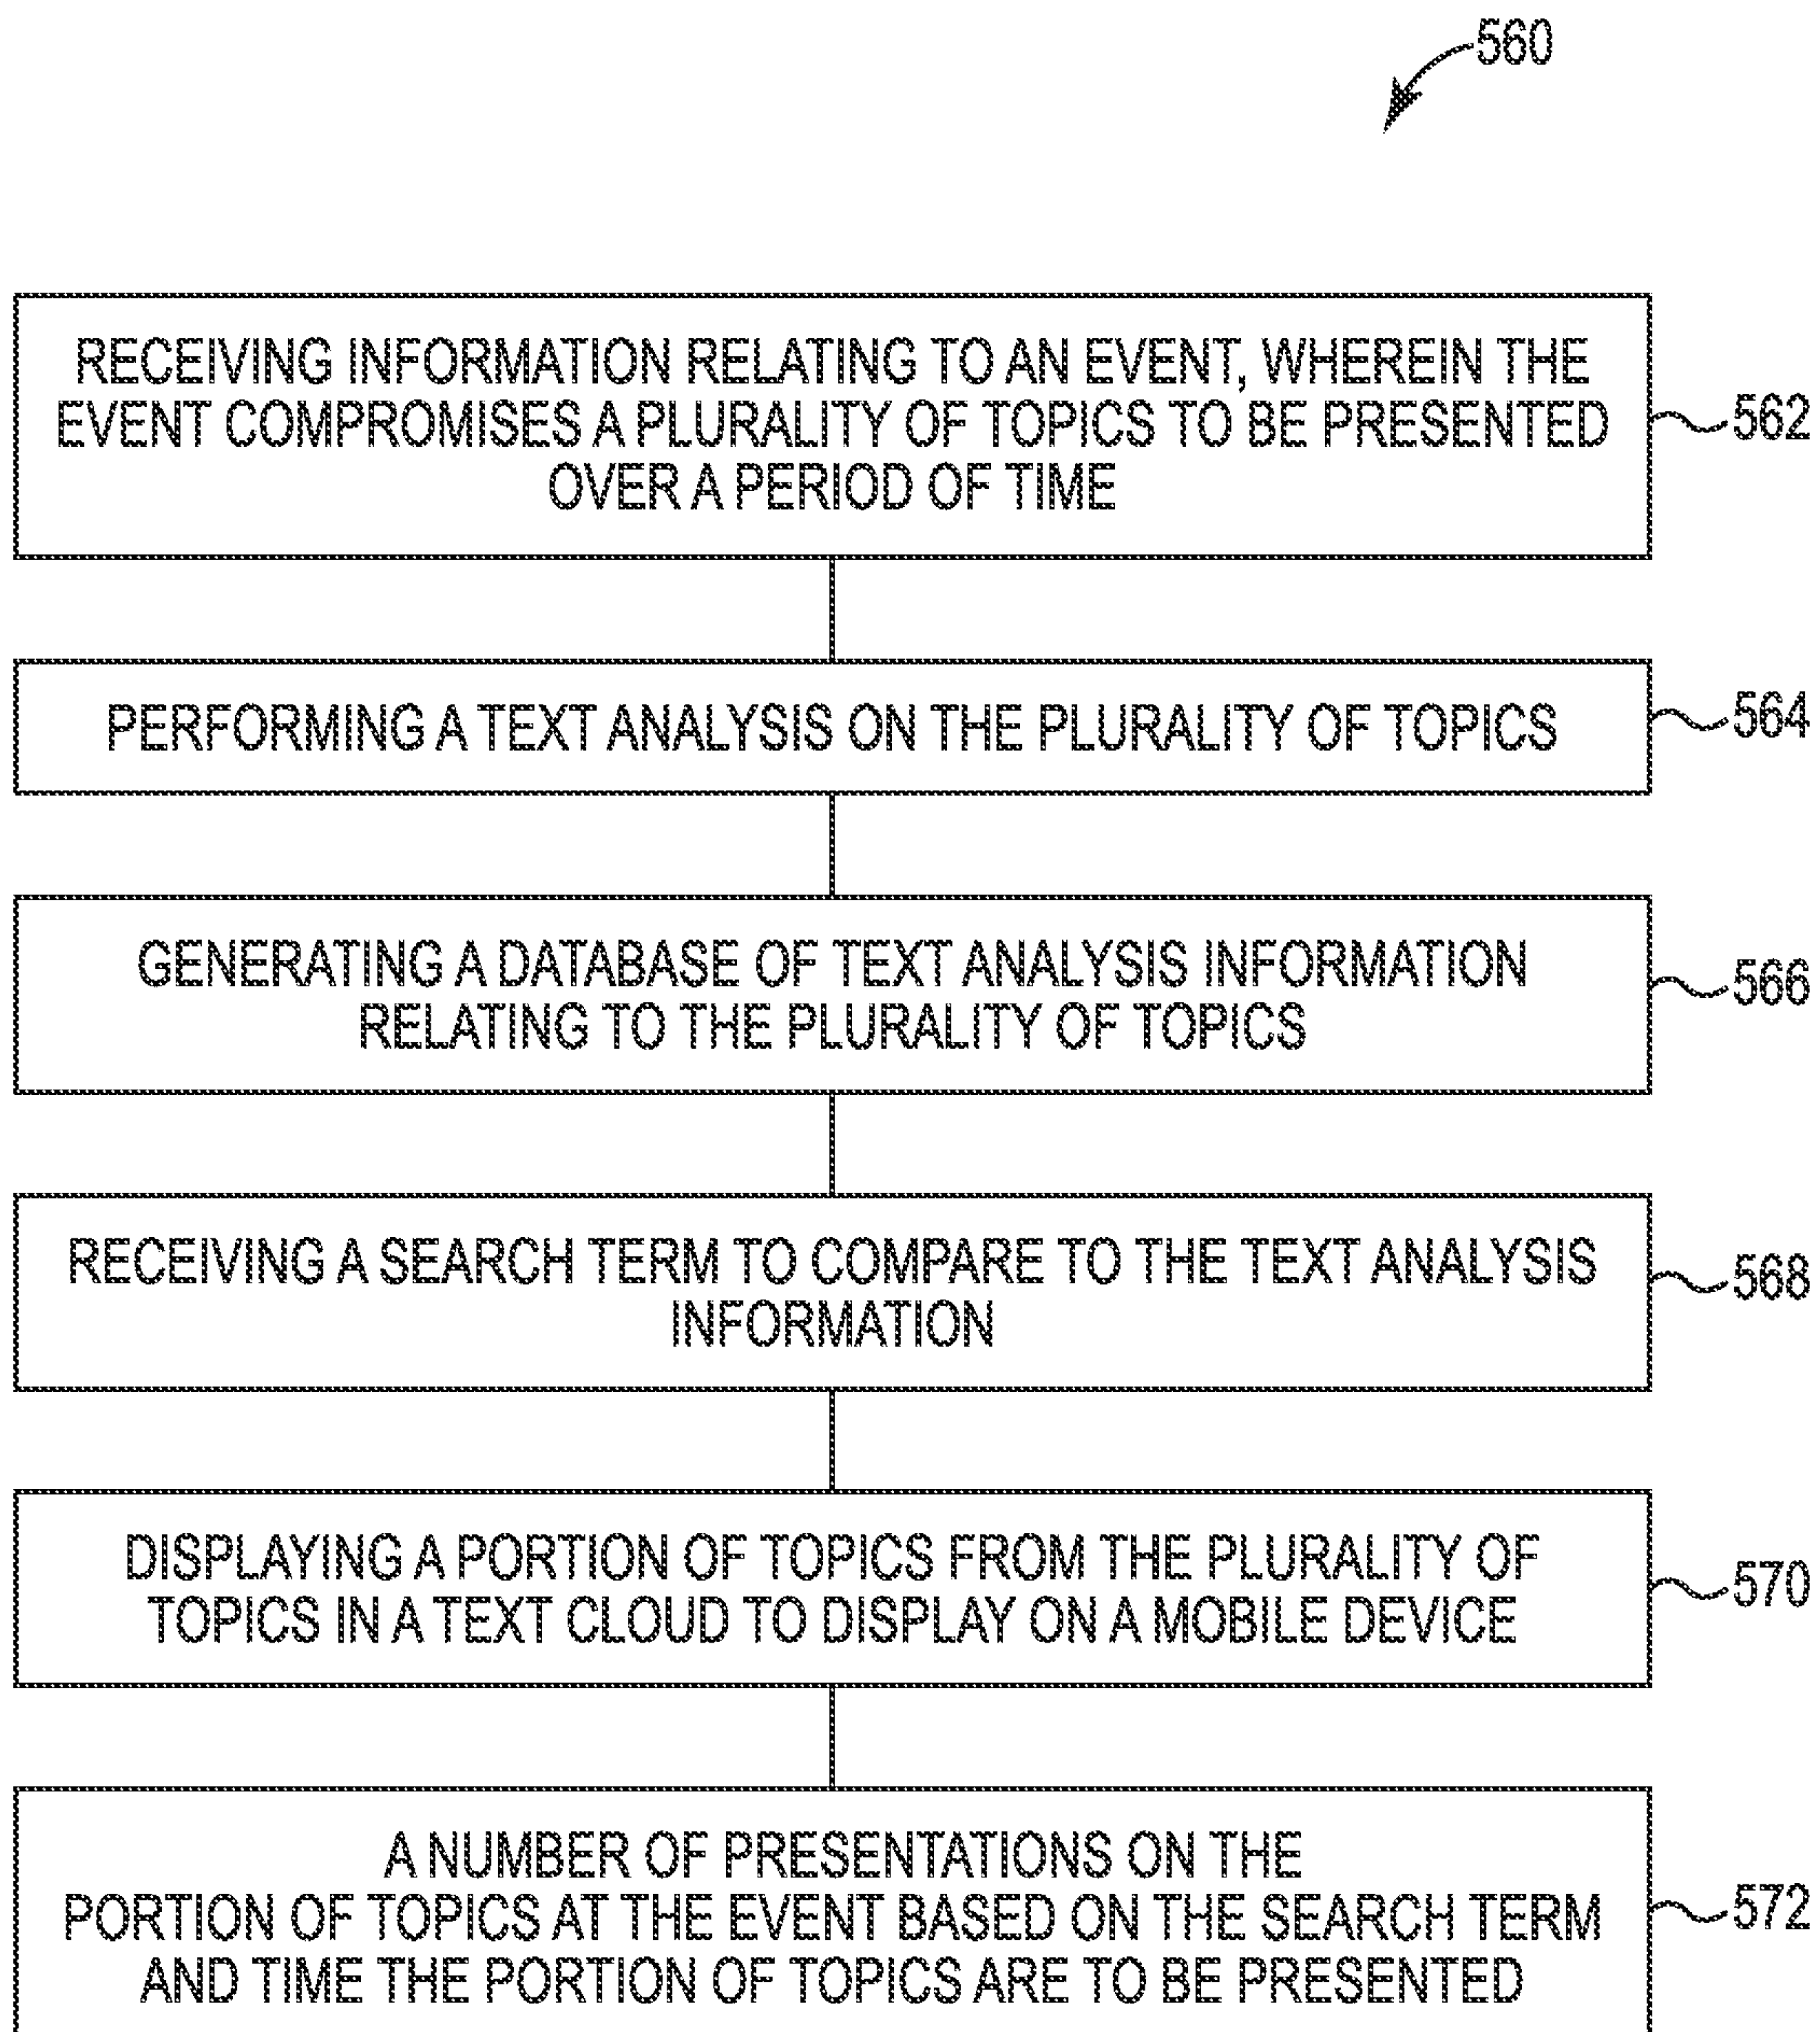 560
RECEIVING INFORMATION RELATING TO AN EVENT, WHEREIN THE
EVENT COMPROMISES A PLURALITY OF TOPICS TO BE PRESENTED
OVER A PERIOD OF TIME
562
PERFORMING A TEXT ANALYSIS ON THE PLURALITY OF TOPICS
564
GENERATING A DATABASE OF TEXT ANALYSIS INFORMATION
RELATING TO THE PLURALITY OF TOPICS
566
RECEIVING A SEARCH TERM TO COMPARE TO THE TEXT ANALYSIS
INFORMATION
568
DISPLAYING A PORTION OF TOPICS FROM THE PLURALITY OF
TOPICS IN A TEXT CLOUD TO DISPLAY ON A MOBILE DEVICE
570
A NUMBER OF PRESENTATIONS ON THE
PORTION OF TOPICS AT THE EVENT BASED ON THE SEARCH TERM
AND TIME THE PORTION OF TOPICS ARE TO BE PRESENTED
572